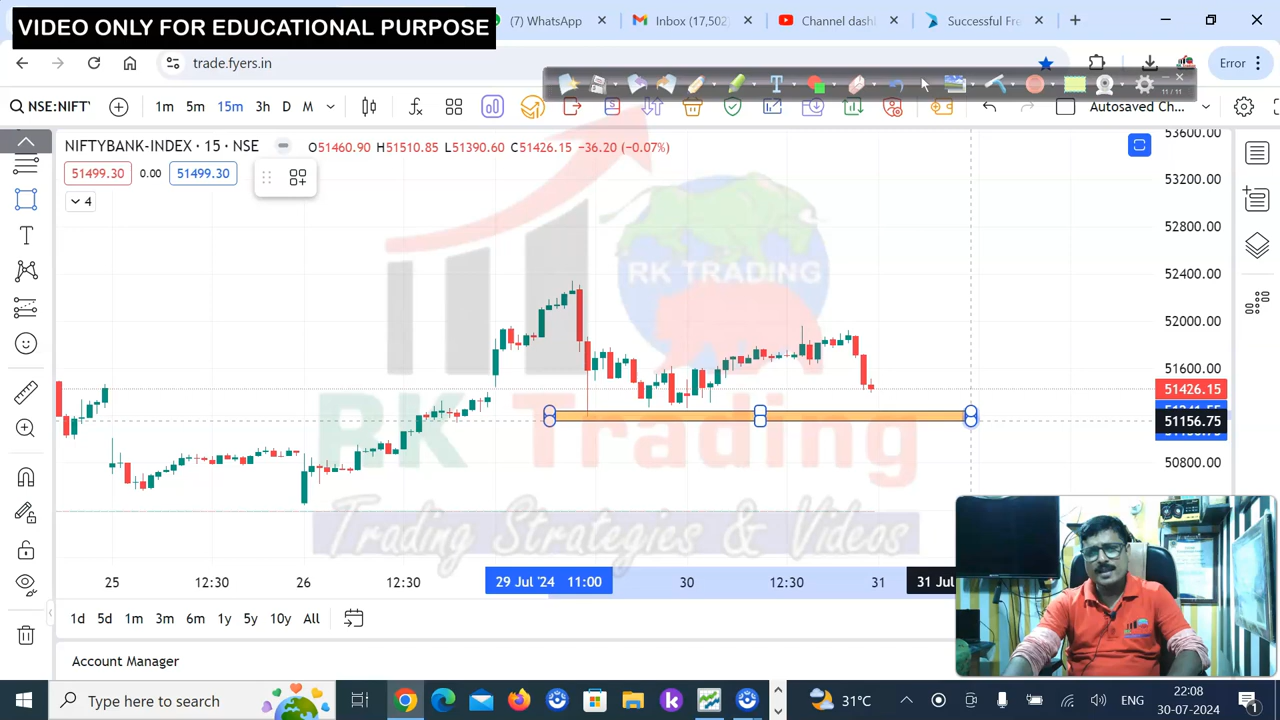 VIDEO ONLY FOR EDUCATIONAL PURPOSE
(7) WhatsApp
Inbox (17,502)
Channel dash
Successful Fre
trade.fyers.in
Error
11 / 11
NSE:NIFT
1m 5m 15m 3h D M
Autosaved Ch...
NIFTYBANK-INDEX · 15 · NSE
O51460.90 H51510.85 L51390.60 C51426.15 −36.20 (−0.07%)
51499.30 0.00 51499.30
4
53600.00
53200.00
52800.00
52400.00
52000.00
51600.00
51426.15
51156.75
50800.00
RK TRADING
RK Trading
Trading Strategies & Videos
25 12:30 26 12:30 29 Jul '24 11:00 30 12:30 31 31 Jul
1d 5d 1m 3m 6m 1y 5y 10y All
Account Manager
Type here to search
31°C
ENG
22:08
30-07-2024